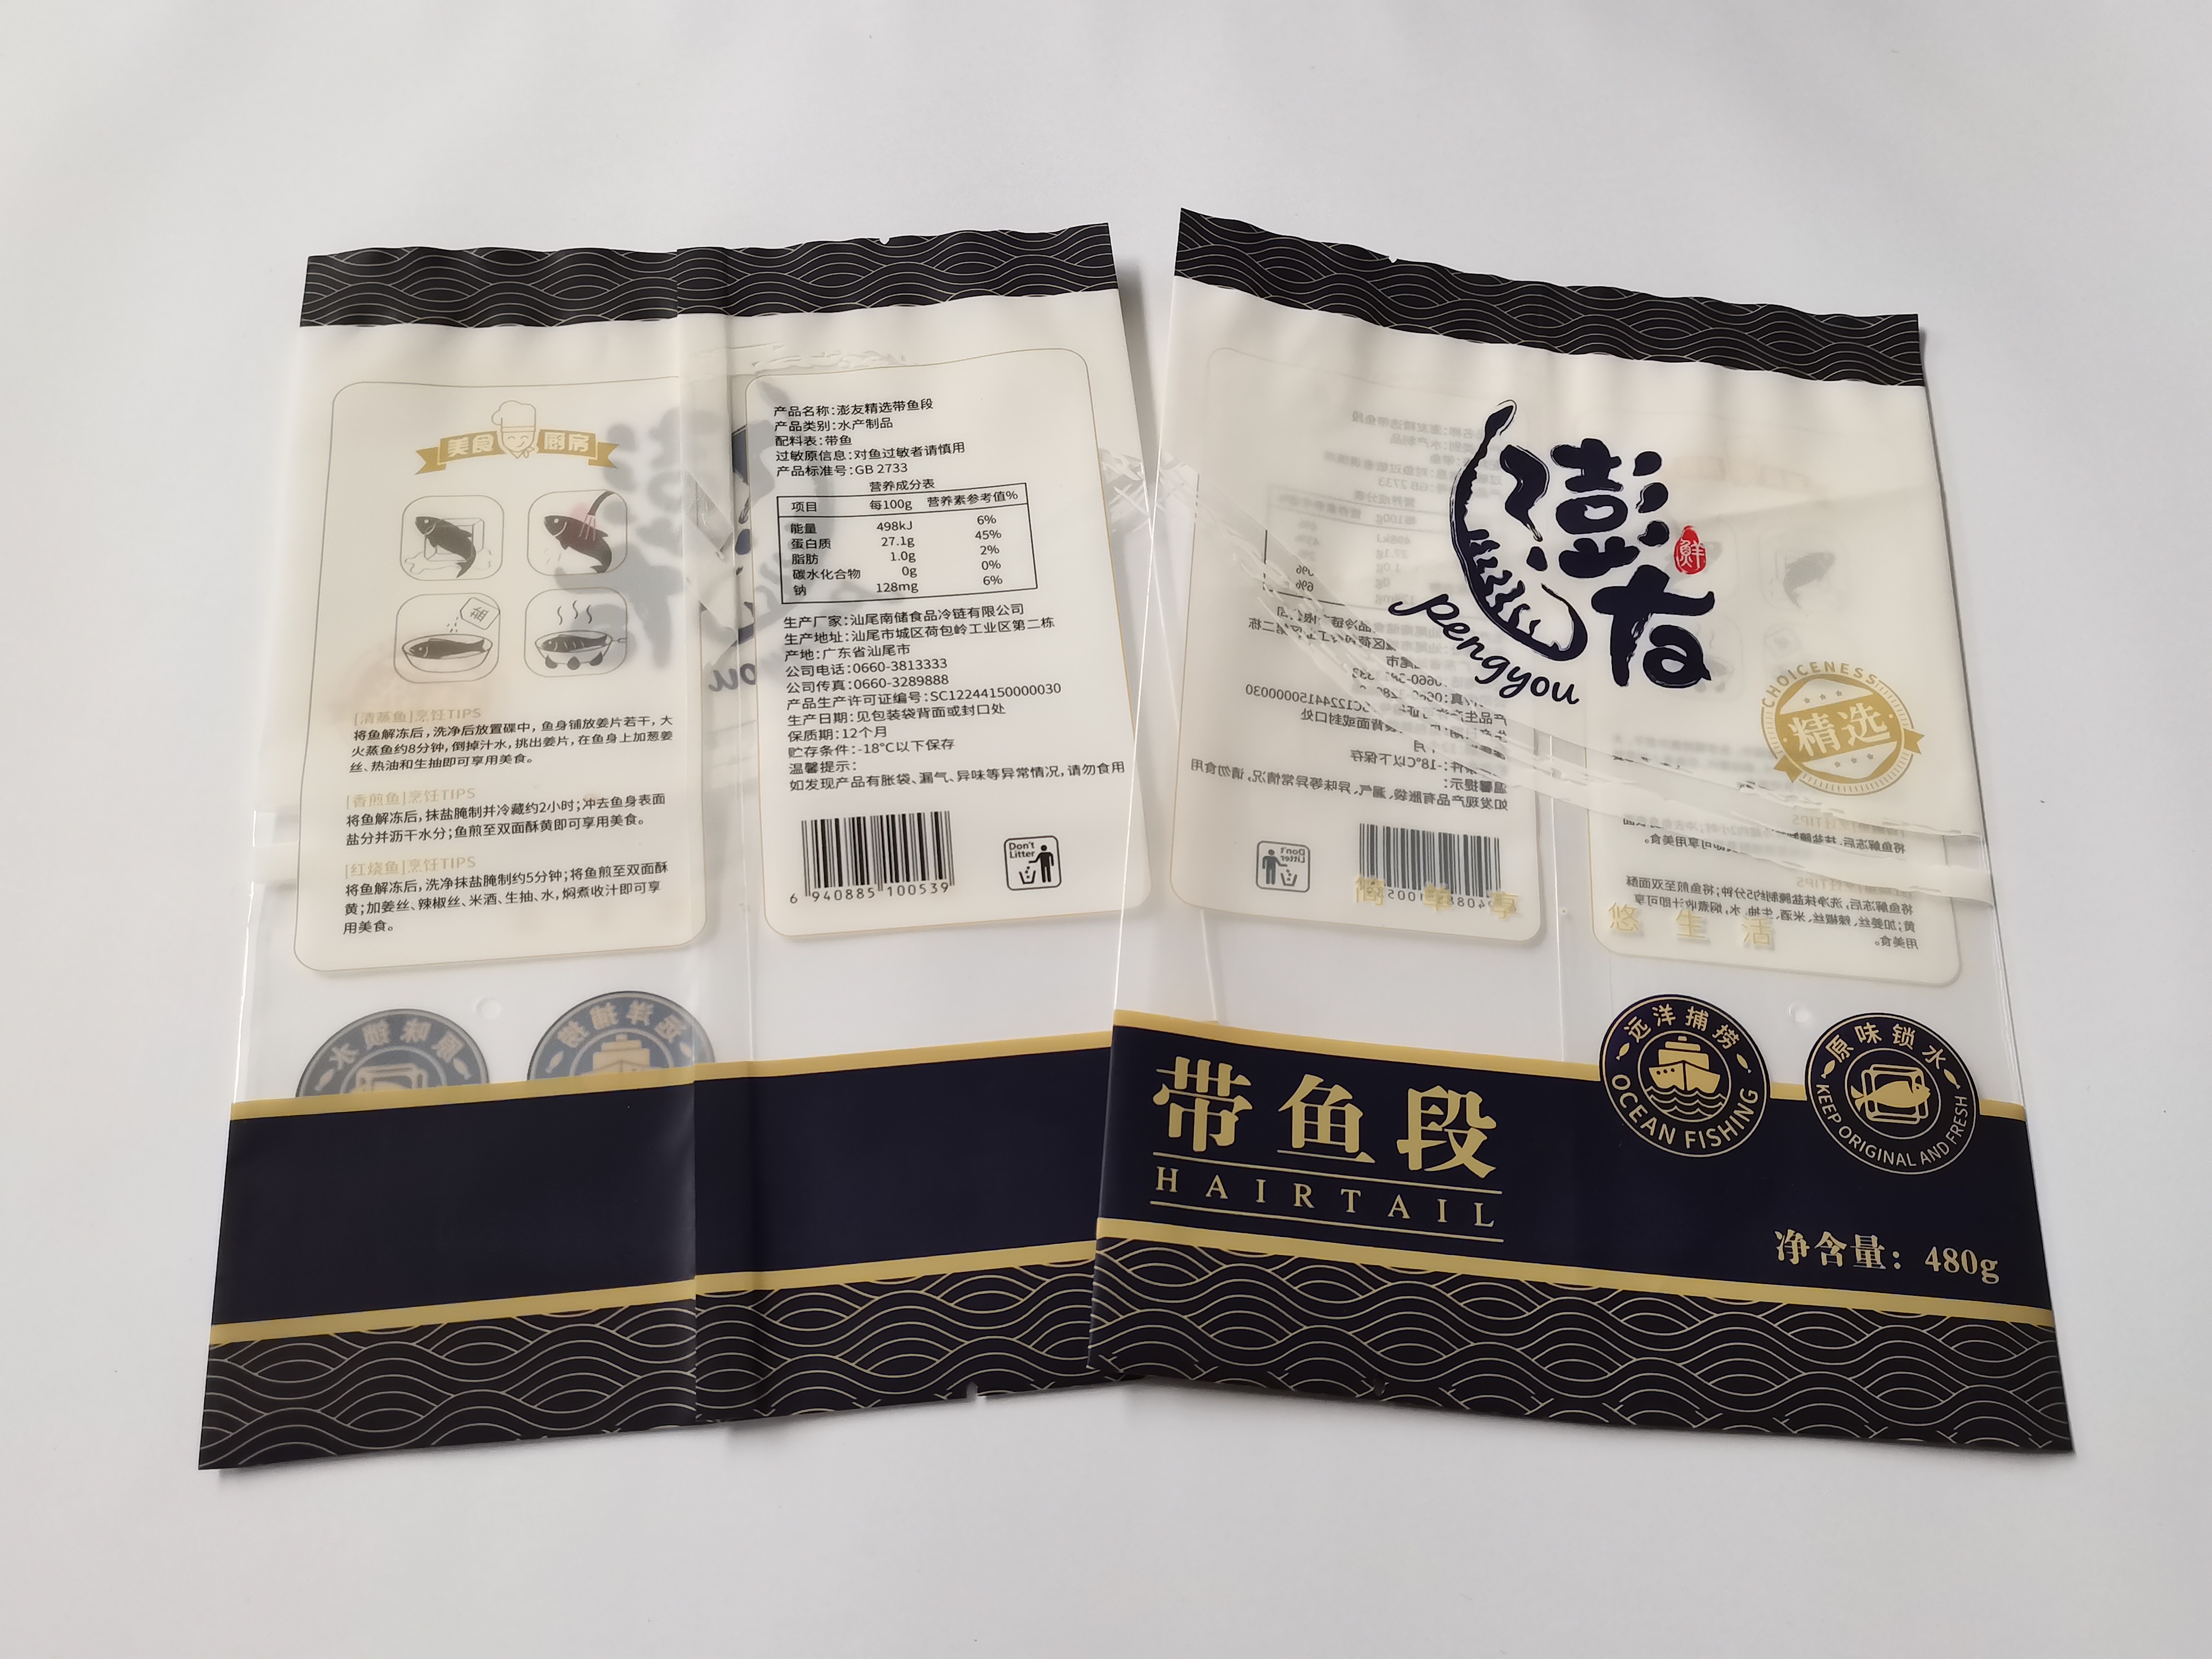 美食 厨房
盐
[清蒸鱼]烹饪TIPS
将鱼解冻后,洗净后放置碟中,鱼身铺放姜片若干,大
火蒸鱼约8分钟,倒掉汁水,挑出姜片,在鱼身上加葱姜
丝、热油和生抽即可享用美食。
[香煎鱼]烹饪TIPS
将鱼解冻后,抹盐腌制并冷藏约2小时;冲去鱼身表面
盐分并沥干水分;鱼煎至双面酥黄即可享用美食。
[红烧鱼]烹饪TIPS
将鱼解冻后,洗净抹盐腌制约5分钟;将鱼煎至双面酥
黄;加姜丝、辣椒丝、米酒、生抽、水,焖煮收汁即可享
用美食。
产品名称:澎友精选带鱼段
产品类别:水产制品
配料表:带鱼
过敏原信息:对鱼过敏者请慎用
产品标准号:GB 2733
营养成分表
项目 每100g 营养素参考值%
能量 498kJ 6%
蛋白质 27.1g 45%
脂肪 1.0g 2%
碳水化合物 0g 0%
钠 128mg 6%
生产厂家:汕尾南储食品冷链有限公司
生产地址:汕尾市城区荷包岭工业区第二栋
产地:广东省汕尾市
公司电话:0660-3813333
公司传真:0660-3289888
产品生产许可证编号:SC12244150000030
生产日期:见包装袋背面或封口处
保质期:12个月
贮存条件:-18°C以下保存
温馨提示:
如发现产品有胀袋、漏气、异味等异常情况,请勿食用
6 940885 100539
Don't
Litter
澎友
鮮
pengyou
CHOICENESS
精选
简单享
悠生活
远洋捕捞
OCEAN FISHING
原味锁水
KEEP ORIGINAL AND FRESH
带鱼段
HAIRTAIL
净含量: 480g